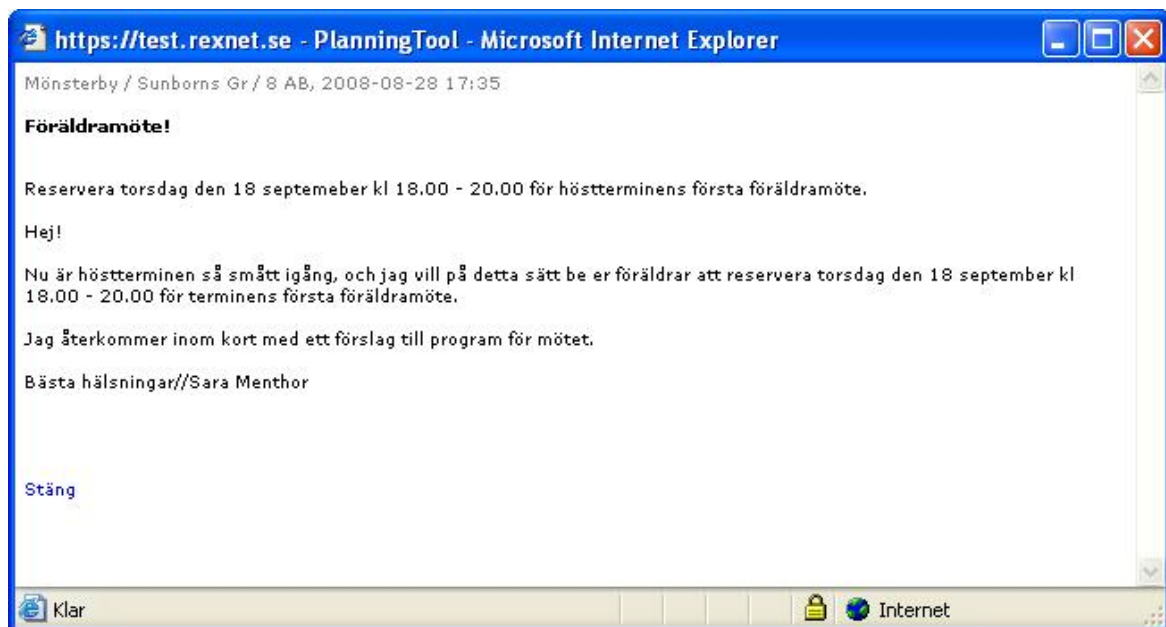 https://test.rexnet.se - PlanningTool - Microsoft Internet Explorer
Mönsterby / Sunborns Gr / 8 AB, 2008-08-28 17:35
Föräldramöte!
Reservera torsdag den 18 septemeber kl 18.00 - 20.00 för höstterminens första föräldramöte.
Hej!
Nu är höstterminen så smått igång, och jag vill på detta sätt be er föräldrar att reservera torsdag den 18 september kl
18.00 - 20.00 för terminens första föräldramöte.
Jag återkommer inom kort med ett förslag till program för mötet.
Bästa hälsningar//Sara Menthor
Stäng
Klar
Internet